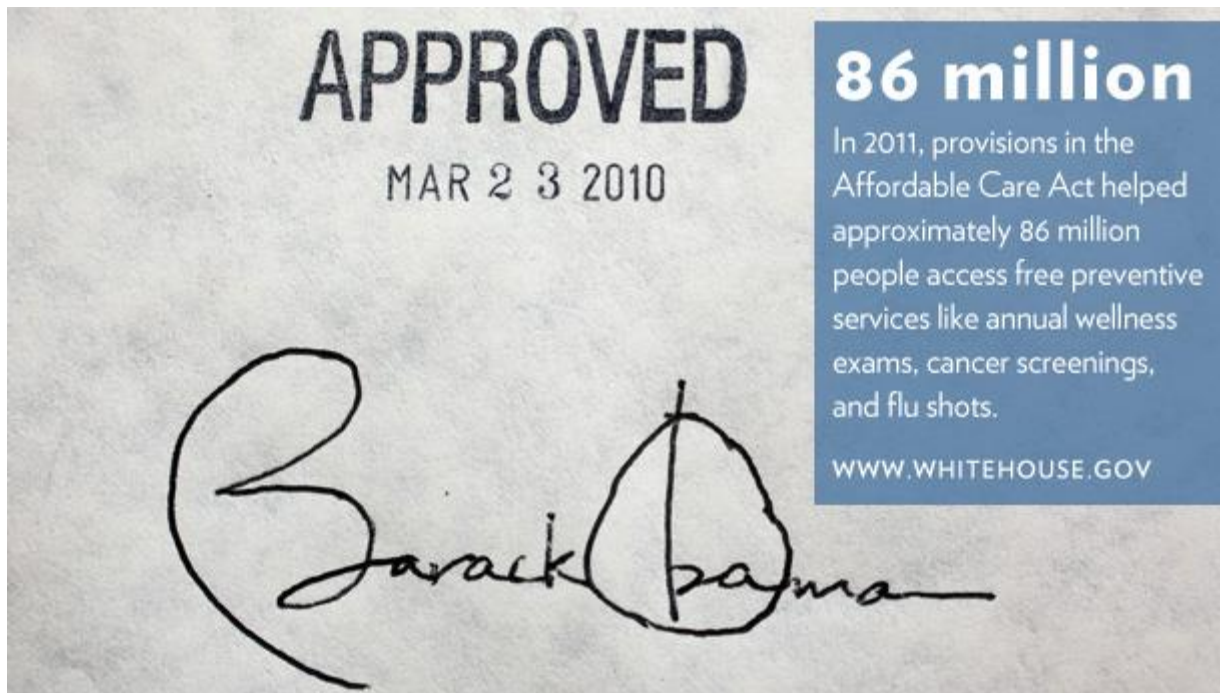 APPROVED
MAR 2 3 2010
Barack Obama
86 million
In 2011, provisions in the
Affordable Care Act helped
approximately 86 million
people access free preventive
services like annual wellness
exams, cancer screenings,
and flu shots.
WWW.WHITEHOUSE.GOV